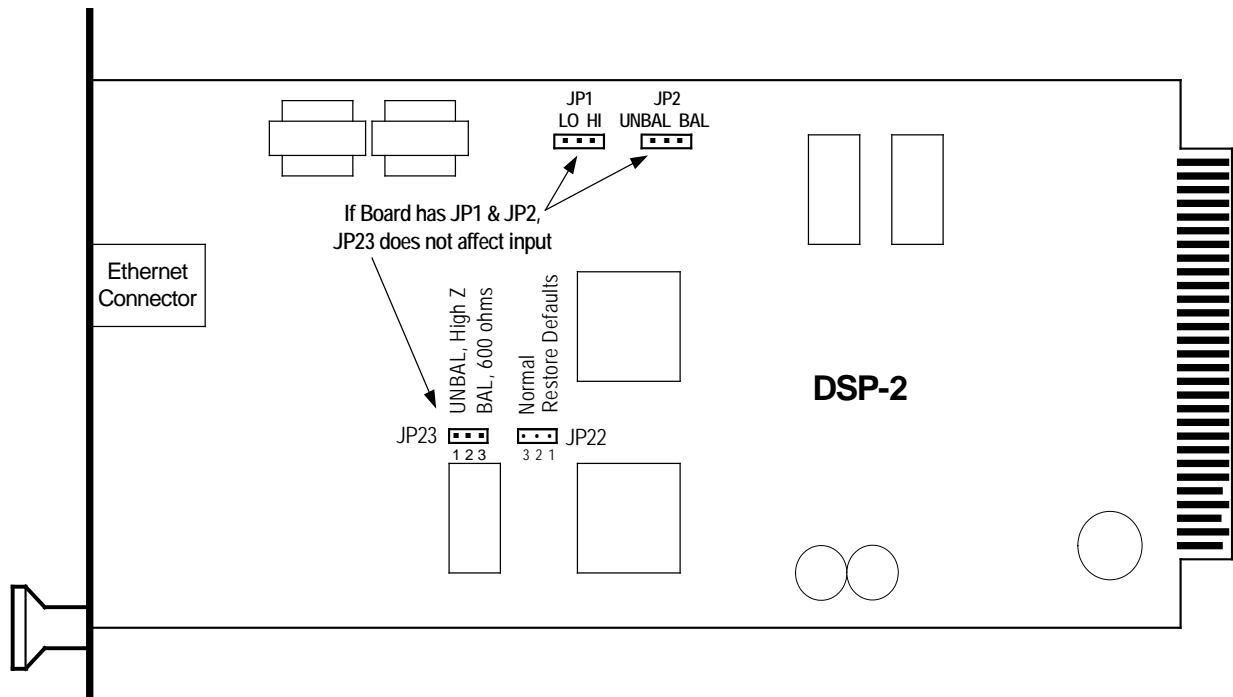 JP1
LO HI
JP2
UNBAL BAL
If Board has JP1 & JP2,
JP23 does not affect input
Ethernet
Connector
UNBAL, High Z
BAL, 600 ohms
Normal
Restore Defaults
DSP-2
JP23
1 2 3
JP22
3 2 1